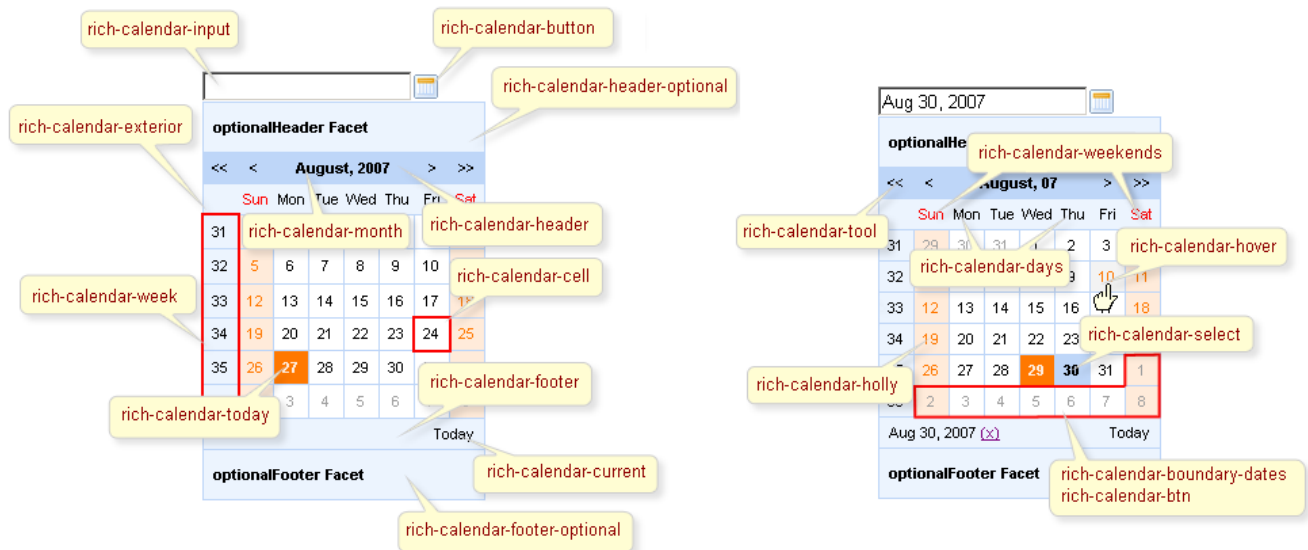 rich-calendar-input
rich-calendar-button
rich-calendar-header-optional
rich-calendar-exterior
optionalHeader Facet
<< < August, 2007 > >>
Sun Mon Tue Wed Thu Fri Sat
rich-calendar-month
rich-calendar-header
31
32 5 6 7 8 9 10
rich-calendar-cell
rich-calendar-week
33 12 13 14 15 16 17 18
34 19 20 21 22 23 24 25
35 26 27 28 29 30
rich-calendar-footer
rich-calendar-today
3 4 5 6
Today
rich-calendar-current
optionalFooter Facet
rich-calendar-footer-optional
Aug 30, 2007
optionalHe
rich-calendar-weekends
<< < August, 07 > >>
Sun Mon Tue Wed Thu Fri Sat
rich-calendar-tool
31 29 30 31 1 2 3
rich-calendar-hover
rich-calendar-days
32 9 10 11
33 12 13 14 15 16 18
34 19 20 21 22 23
rich-calendar-select
26 27 28 29 30 31 1
rich-calendar-holly
2 3 4 5 6 7 8
Aug 30, 2007 (x) Today
optionalFooter Facet
rich-calendar-boundary-dates
rich-calendar-btn